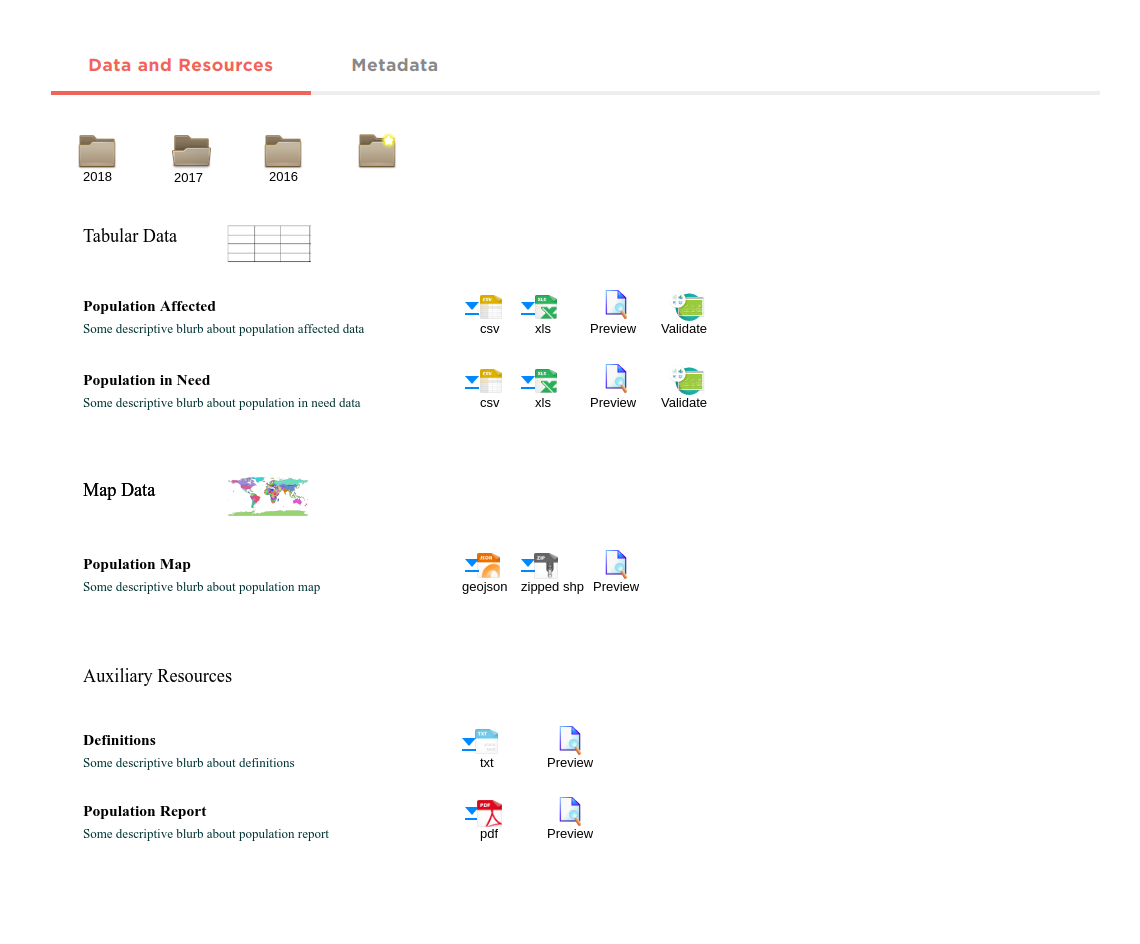 Data and Resources Metadata
2018 2017 2016
Tabular Data
Population Affected
Some descriptive blurb about population affected data
CSV XLS
csv xls Preview Validate
Population in Need
Some descriptive blurb about population in need data
CSV XLS
csv xls Preview Validate
Map Data
Population Map
Some descriptive blurb about population map
JSON ZIP
geojson zipped shp Preview
Auxiliary Resources
Definitions
Some descriptive blurb about definitions
TXT
txt Preview
Population Report
Some descriptive blurb about population report
PDF
pdf Preview